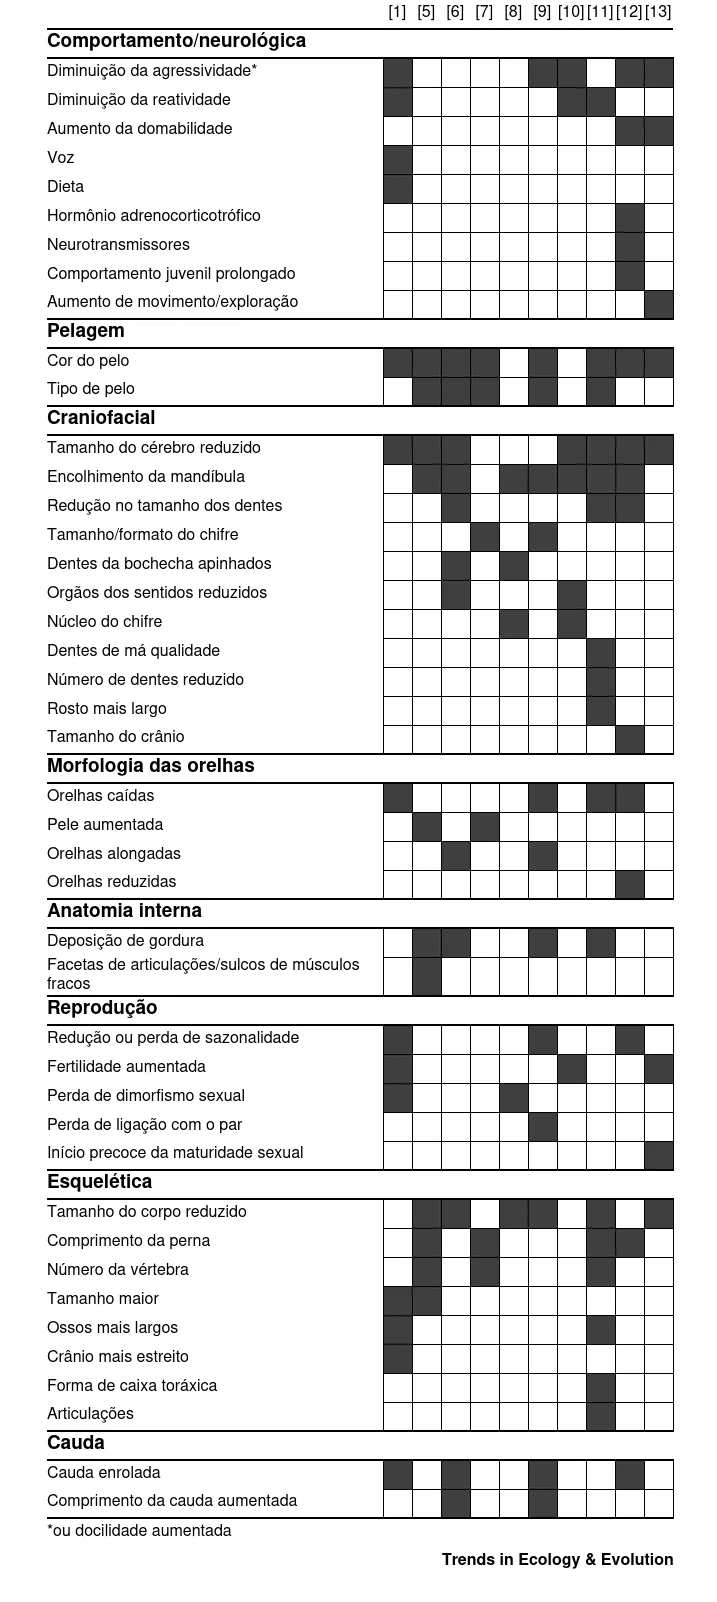 [1] [5] [6] [7] [8] [9] [10] [11] [12] [13]
Comportamento/neurológica
Diminuição da agressividade*
Diminuição da reatividade
Aumento da domabilidade
Voz
Dieta
Hormônio adrenocorticotrófico
Neurotransmissores
Comportamento juvenil prolongado
Aumento de movimento/exploração
Pelagem
Cor do pelo
Tipo de pelo
Craniofacial
Tamanho do cérebro reduzido
Encolhimento da mandíbula
Redução no tamanho dos dentes
Tamanho/formato do chifre
Dentes da bochecha apinhados
Orgãos dos sentidos reduzidos
Núcleo do chifre
Dentes de má qualidade
Número de dentes reduzido
Rosto mais largo
Tamanho do crânio
Morfologia das orelhas
Orelhas caídas
Pele aumentada
Orelhas alongadas
Orelhas reduzidas
Anatomia interna
Deposição de gordura
Facetas de articulações/sulcos de músculos
fracos
Reprodução
Redução ou perda de sazonalidade
Fertilidade aumentada
Perda de dimorfismo sexual
Perda de ligação com o par
Início precoce da maturidade sexual
Esquelética
Tamanho do corpo reduzido
Comprimento da perna
Número da vértebra
Tamanho maior
Ossos mais largos
Crânio mais estreito
Forma de caixa toráxica
Articulações
Cauda
Cauda enrolada
Comprimento da cauda aumentada
*ou docilidade aumentada
Trends in Ecology & Evolution